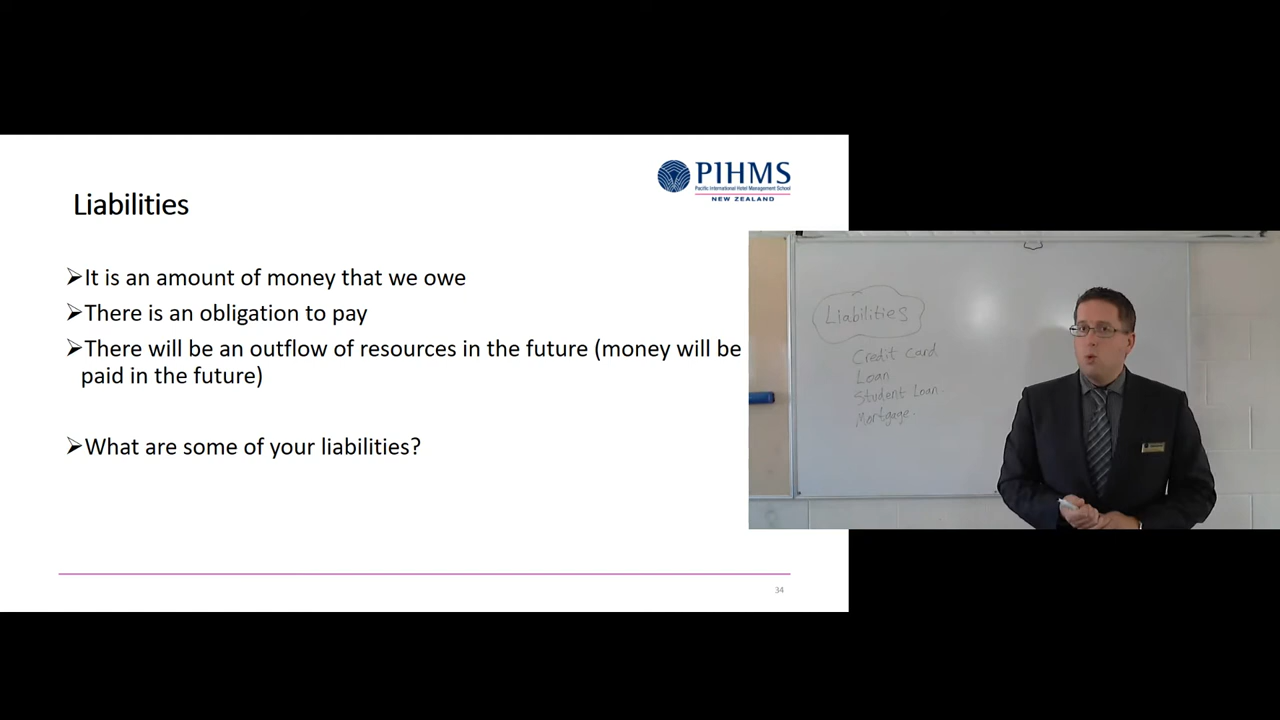 PIHMS
Pacific International Hotel Management School
NEW ZEALAND
Liabilities
➢It is an amount of money that we owe
➢There is an obligation to pay
➢There will be an outflow of resources in the future (money will be
paid in the future)
➢What are some of your liabilities?
34
Liabilities
Credit Card
Loan
Student Loan.
Mortgage.